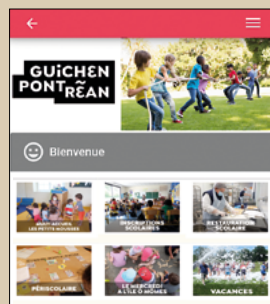 GUiCHEN
PONT
RÉAN
Bienvenue
LES PETITS MOUSSES
INSCRIPTIONS
SCOLAIRES
RESTAURATION
SCOLAIRE
PÉRISCOLAIRE
LE MERCREDI
À L'ÎLE Ô MÔMES
VACANCES